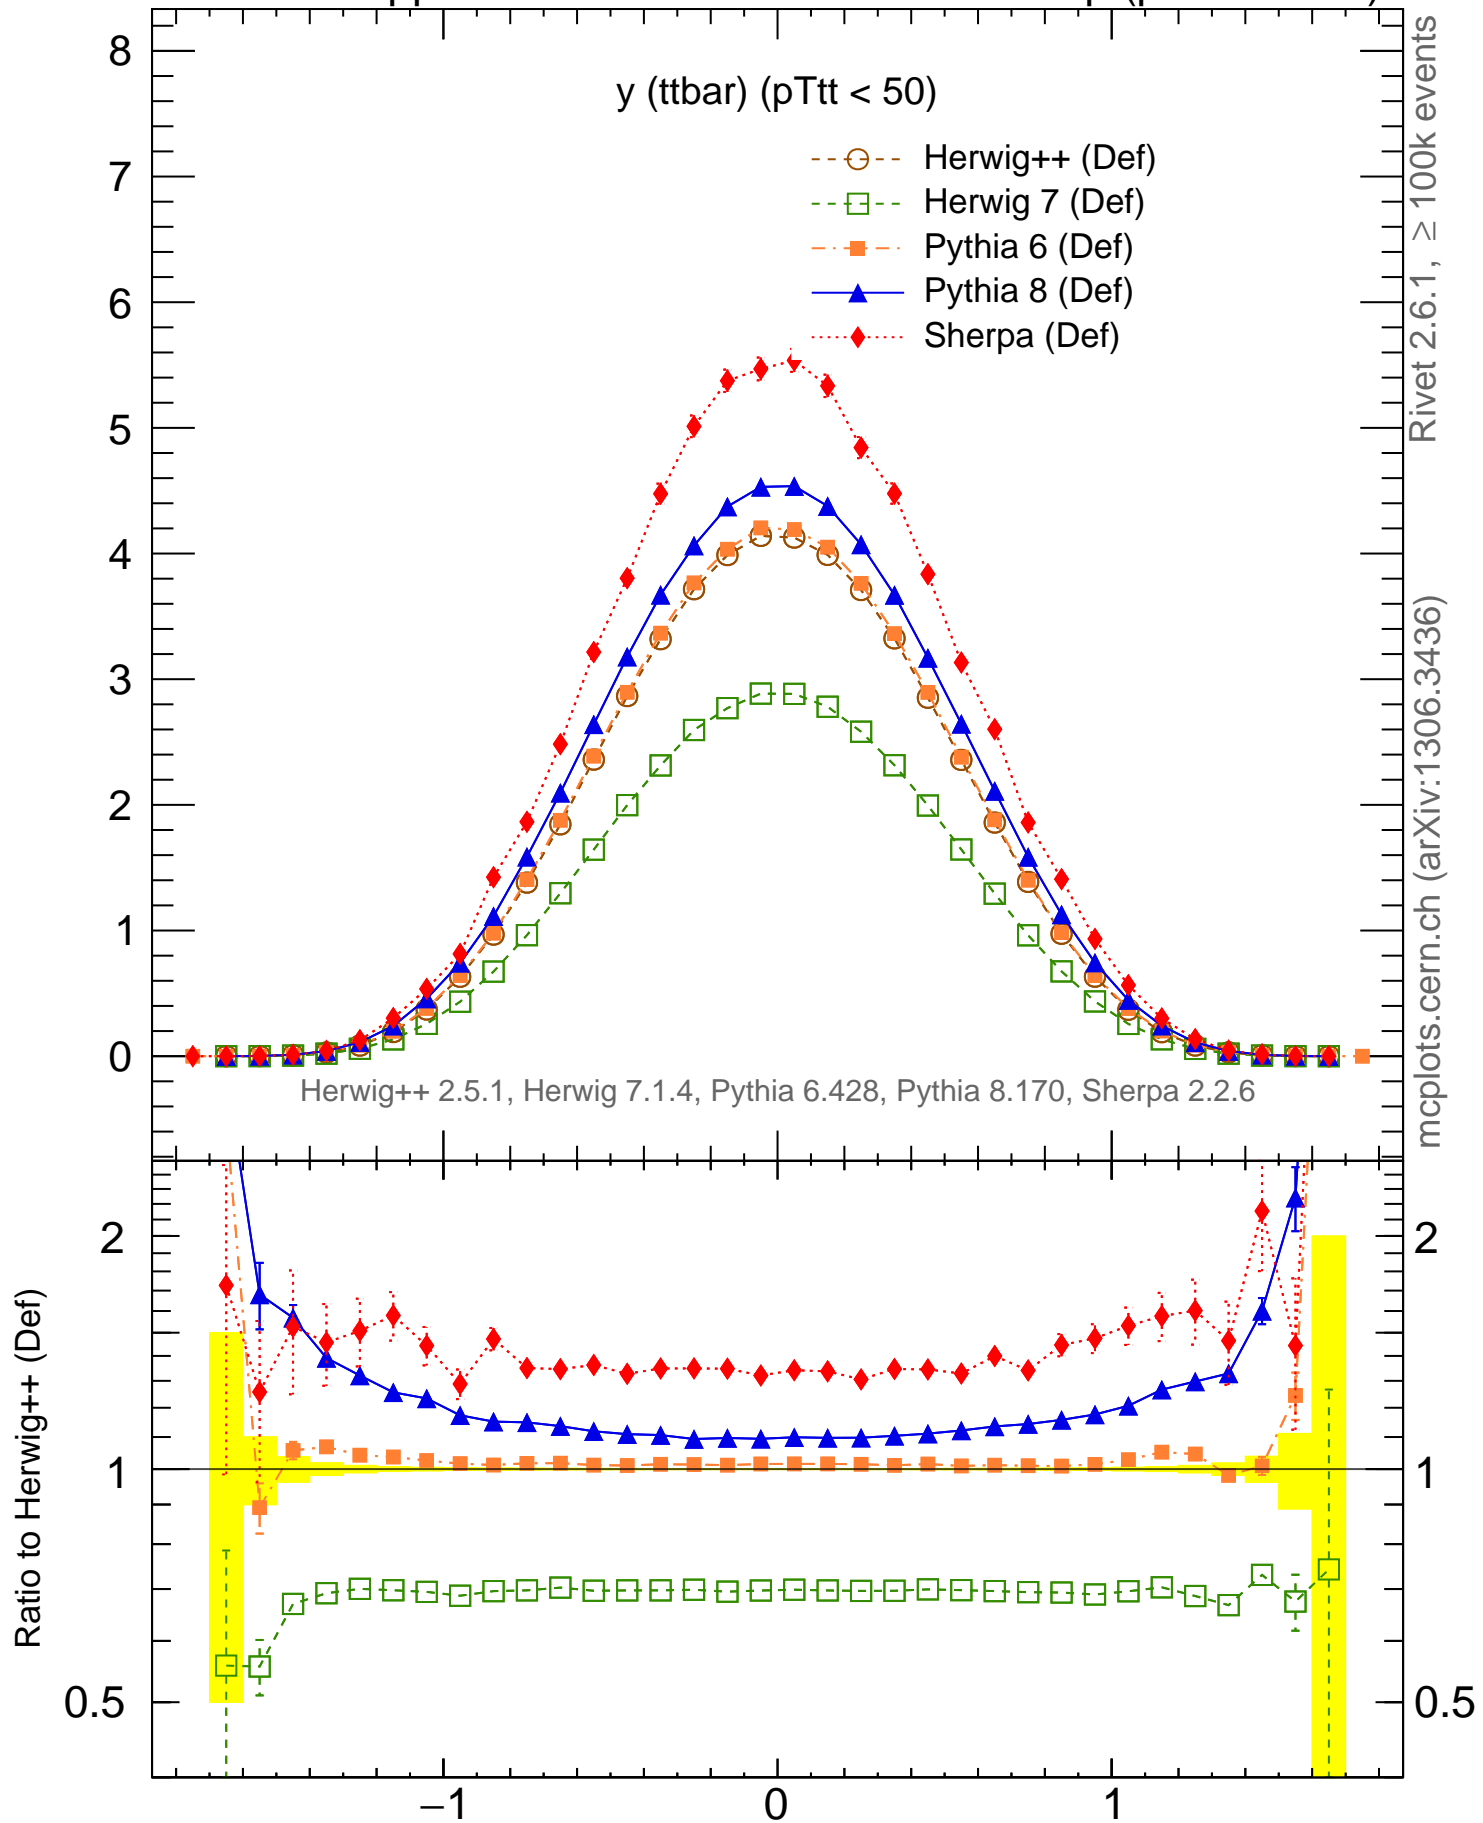 y (ttbar) (pTtt < 50)
Herwig++ (Def)
Herwig 7 (Def)
Pythia 6 (Def)
Pythia 8 (Def)
Sherpa (Def)
8
7
6
5
4
3
2
1
0
Herwig++ 2.5.1, Herwig 7.1.4, Pythia 6.428, Pythia 8.170, Sherpa 2.2.6
Rivet 2.6.1, ≥ 100k events
mcplots.cern.ch (arXiv:1306.3436)
Ratio to Herwig++ (Def)
2
1
0.5
2
1
0.5
−1
0
1